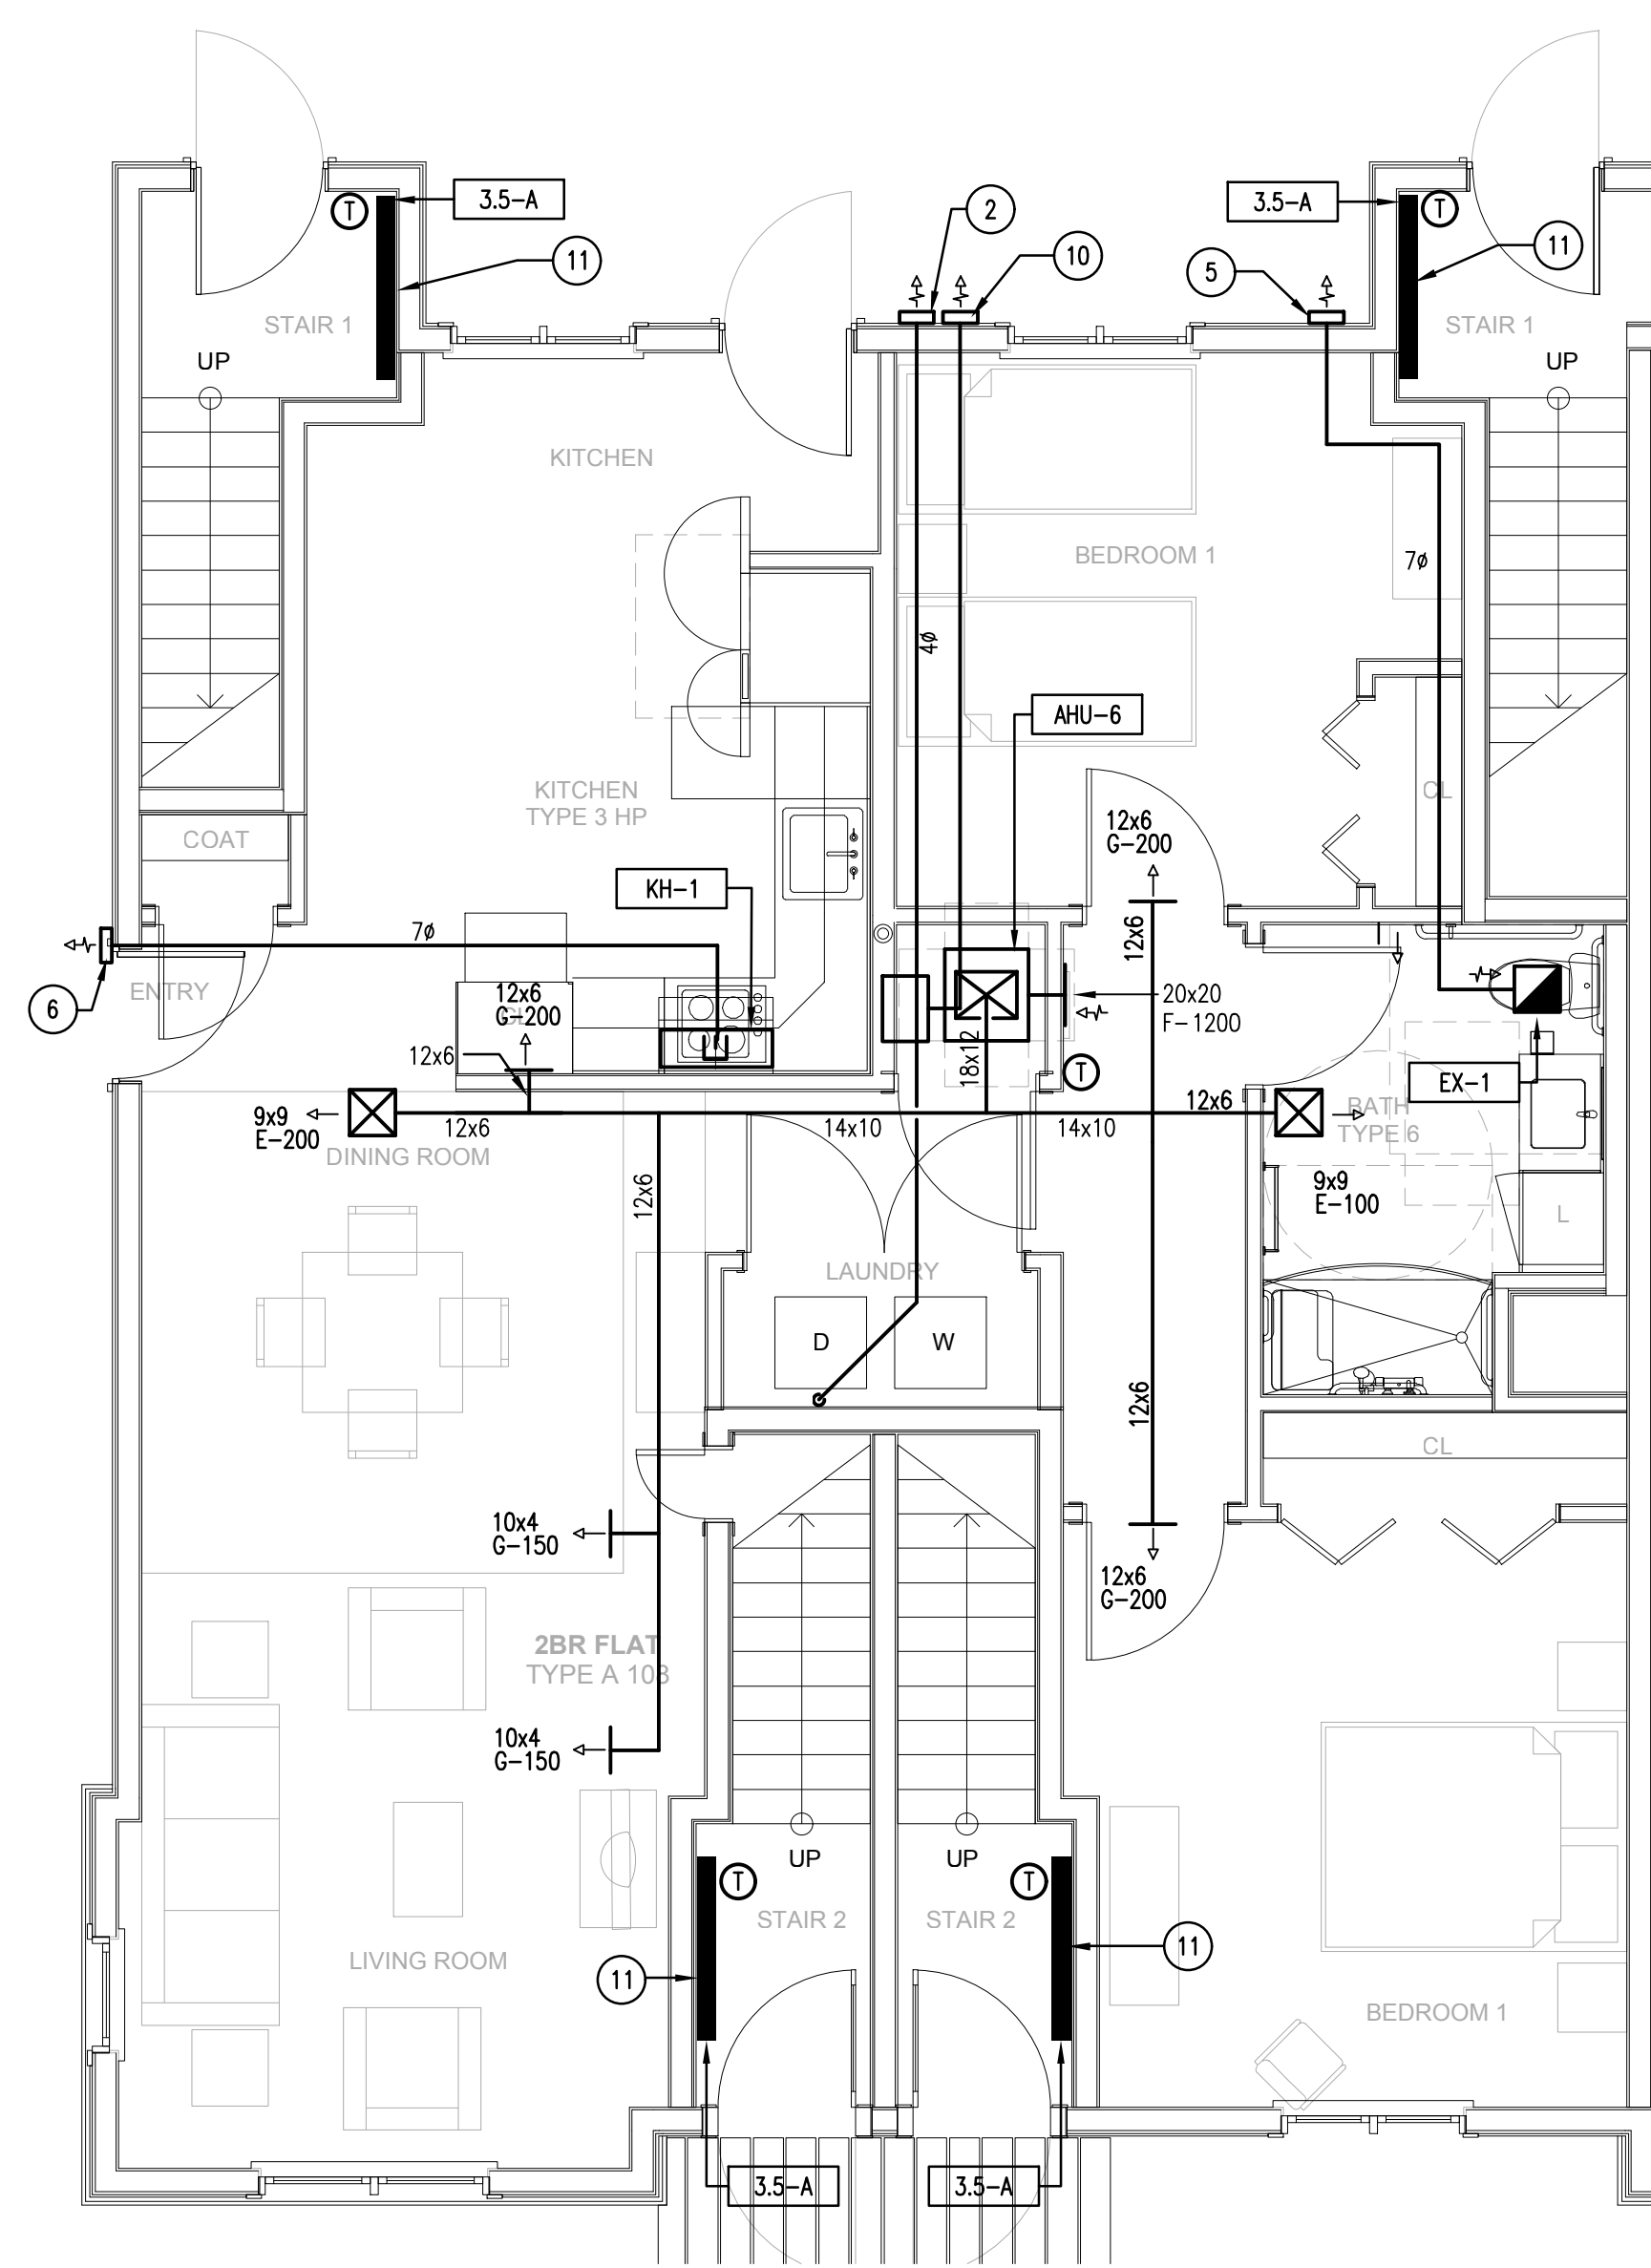 3.5-A
2
3.5-A
T
T
11
10
5
11
STAIR 1
STAIR 1
UP
UP
KITCHEN
BEDROOM 1
7ø
4ø
AHU-6
KITCHEN
TYPE 3 HP
CL
12x6
G-200
COAT
KH-1
7ø
12x6
6
ENTRY
12x6
G-200
20x20
F-1200
12x6
18x12
T
EX-1
9x9
E-200
12x6
14x10
14x10
12x6
BATH
TYPE 6
DINING ROOM
12x6
9x9
E-100
L
LAUNDRY
D
W
12x6
CL
10x4
G-150
12x6
G-200
2BR FLAT
TYPE A 103
10x4
G-150
UP
UP
T
T
STAIR 2
STAIR 2
11
LIVING ROOM
11
BEDROOM 1
3.5-A
3.5-A